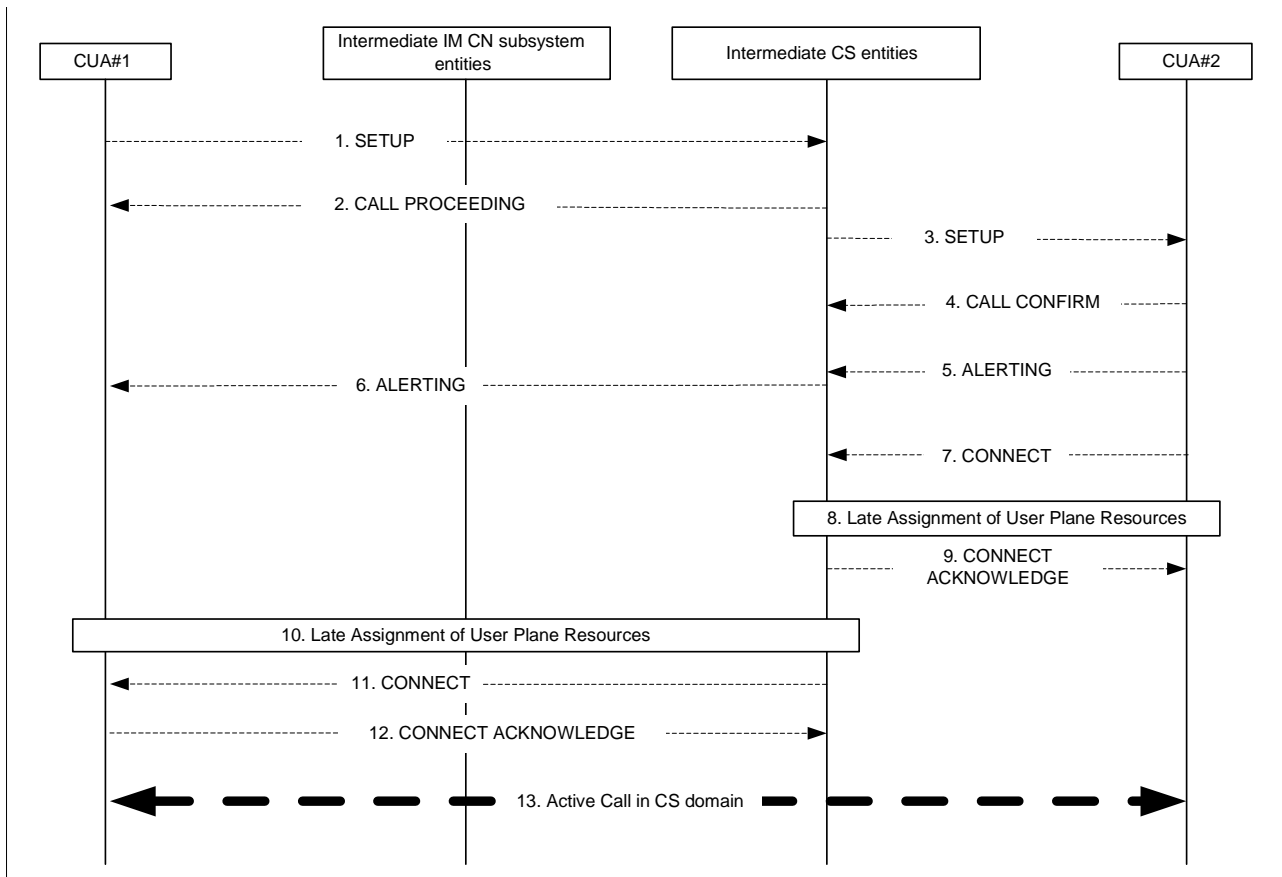 CUA#1
Intermediate IM CN subsystem
entities
Intermediate CS entities
CUA#2
1. SETUP
2. CALL PROCEEDING
3. SETUP
4. CALL CONFIRM
5. ALERTING
6. ALERTING
7. CONNECT
8. Late Assignment of User Plane Resources
9. CONNECT
ACKNOWLEDGE
10. Late Assignment of User Plane Resources
11. CONNECT
12. CONNECT ACKNOWLEDGE
13. Active Call in CS domain